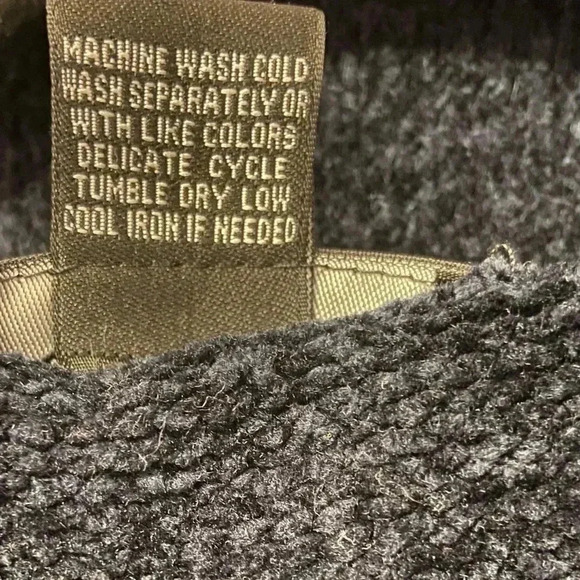 MACHINE WASH COLD
WASH SEPARATELY OR
WITH LIKE COLORS
DELICATE CYCLE
TUMBLE DRY LOW
COOL IRON IF NEEDED